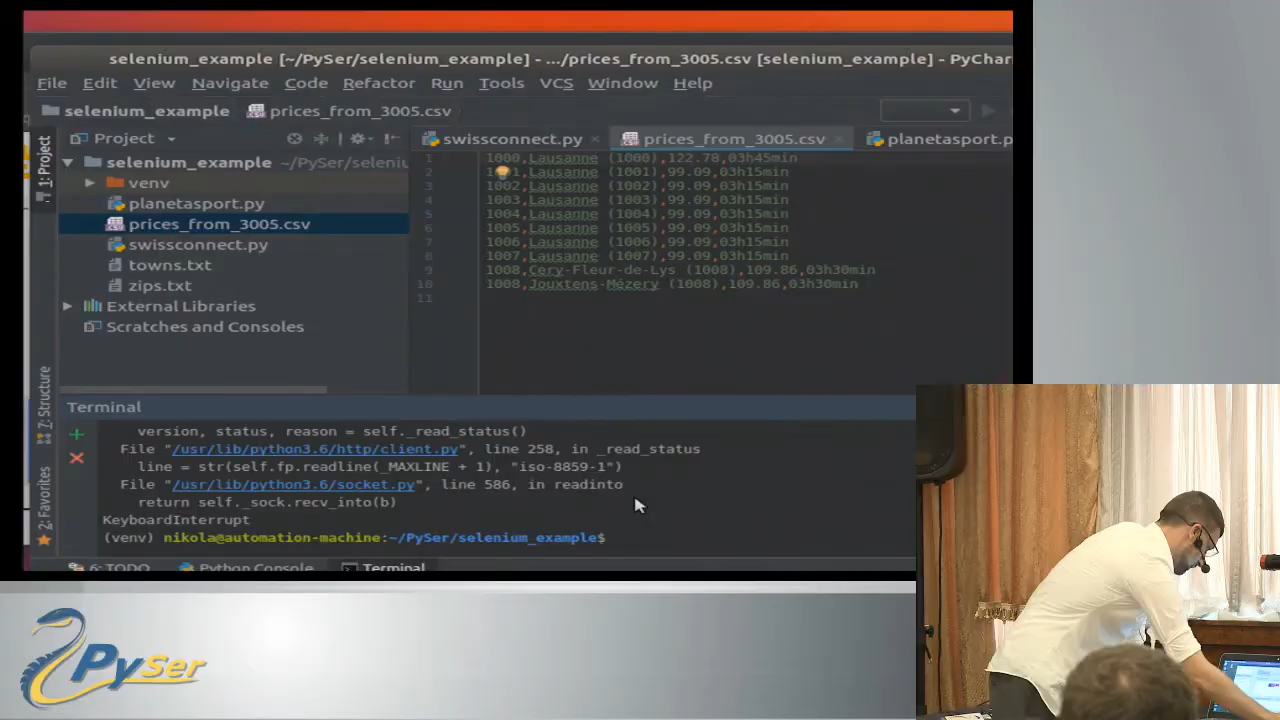 selenium_example [~/PySer/selenium_example] - .../prices_from_3005.csv [selenium_example] - PyChar
File Edit View Navigate Code Refactor Run Tools VCS Window Help
selenium_example prices_from_3005.csv
1: Project
Project
swissconnect.py
prices_from_3005.csv
planetasport.p
selenium_example ~/PySer/seleniu
venv
planetasport.py
prices_from_3005.csv
swissconnect.py
towns.txt
zips.txt
External Libraries
Scratches and Consoles
1 1000,Lausanne (1000),122.78,03h45min
2 1001,Lausanne (1001),99.09,03h15min
3 1002,Lausanne (1002),99.09,03h15min
4 1003,Lausanne (1003),99.09,03h15min
5 1004,Lausanne (1004),99.09,03h15min
6 1005,Lausanne (1005),99.09,03h15min
7 1006,Lausanne (1006),99.09,03h15min
8 1007,Lausanne (1007),99.09,03h15min
9 1008,Cery-Fleur-de-Lys (1008),109.86,03h30min
10 1008,Jouxtens-Mézery (1008),109.86,03h30min
11
7: Structure
2: Favorites
Terminal
version, status, reason = self._read_status()
File "/usr/lib/python3.6/http/client.py", line 258, in _read_status
line = str(self.fp.readline(_MAXLINE + 1), "iso-8859-1")
File "/usr/lib/python3.6/socket.py", line 586, in readinto
return self._sock.recv_into(b)
KeyboardInterrupt
(venv) nikola@automation-machine:~/PySer/selenium_example$
6: TODO Python Console Terminal
PySer